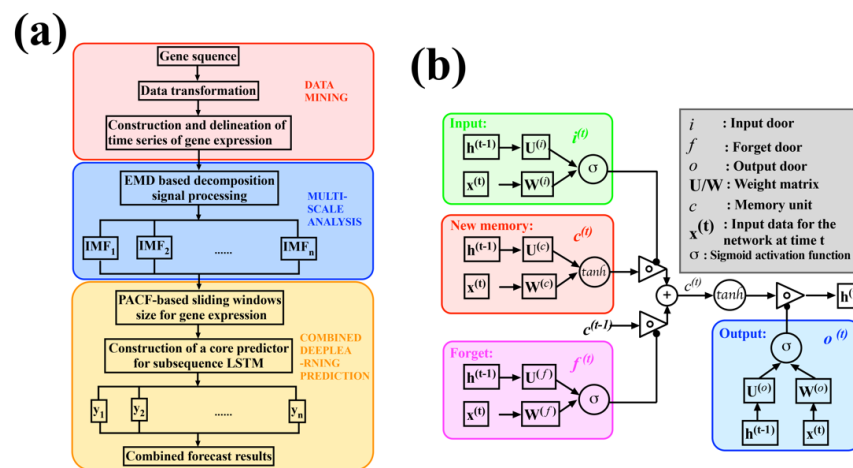 (a)
Gene squence
Data transformation
Construction and delineation of
time series of gene expression
DATA
MINING
EMD based decomposition
signal processing
MULTI-
SCALE
ANALYSIS
IMF₁ IMF₂ ...... IMFₙ
PACF-based sliding windows
size for gene expression
Construction of a core predictor
for subsequence LSTM
COMBINED
DEEPLEA
-RNING
PREDICTION
y₁ y₂ ...... yₙ
Combined forecast results
(b)
Input: i⁽ᵗ⁾
h⁽ᵗ⁻¹⁾ U⁽ⁱ⁾
σ
x⁽ᵗ⁾ W⁽ⁱ⁾
New memory: c⁽ᵗ⁾
h⁽ᵗ⁻¹⁾ U⁽ᶜ⁾
tanh
x⁽ᵗ⁾ W⁽ᶜ⁾
c⁽ᵗ⁻¹⁾
Forget: f⁽ᵗ⁾
h⁽ᵗ⁻¹⁾ U⁽ᶠ⁾
σ
x⁽ᵗ⁾ W⁽ᶠ⁾
+ c⁽ᵗ⁾ tanh
Output: o⁽ᵗ⁾
σ
U⁽ᵒ⁾ W⁽ᵒ⁾
h⁽ᵗ⁻¹⁾ x⁽ᵗ⁾
i : Input door
f : Forget door
o : Output door
U/W : Weight matrix
c : Memory unit
x⁽ᵗ⁾ : Input data for the
network at time t
σ : Sigmoid activation function